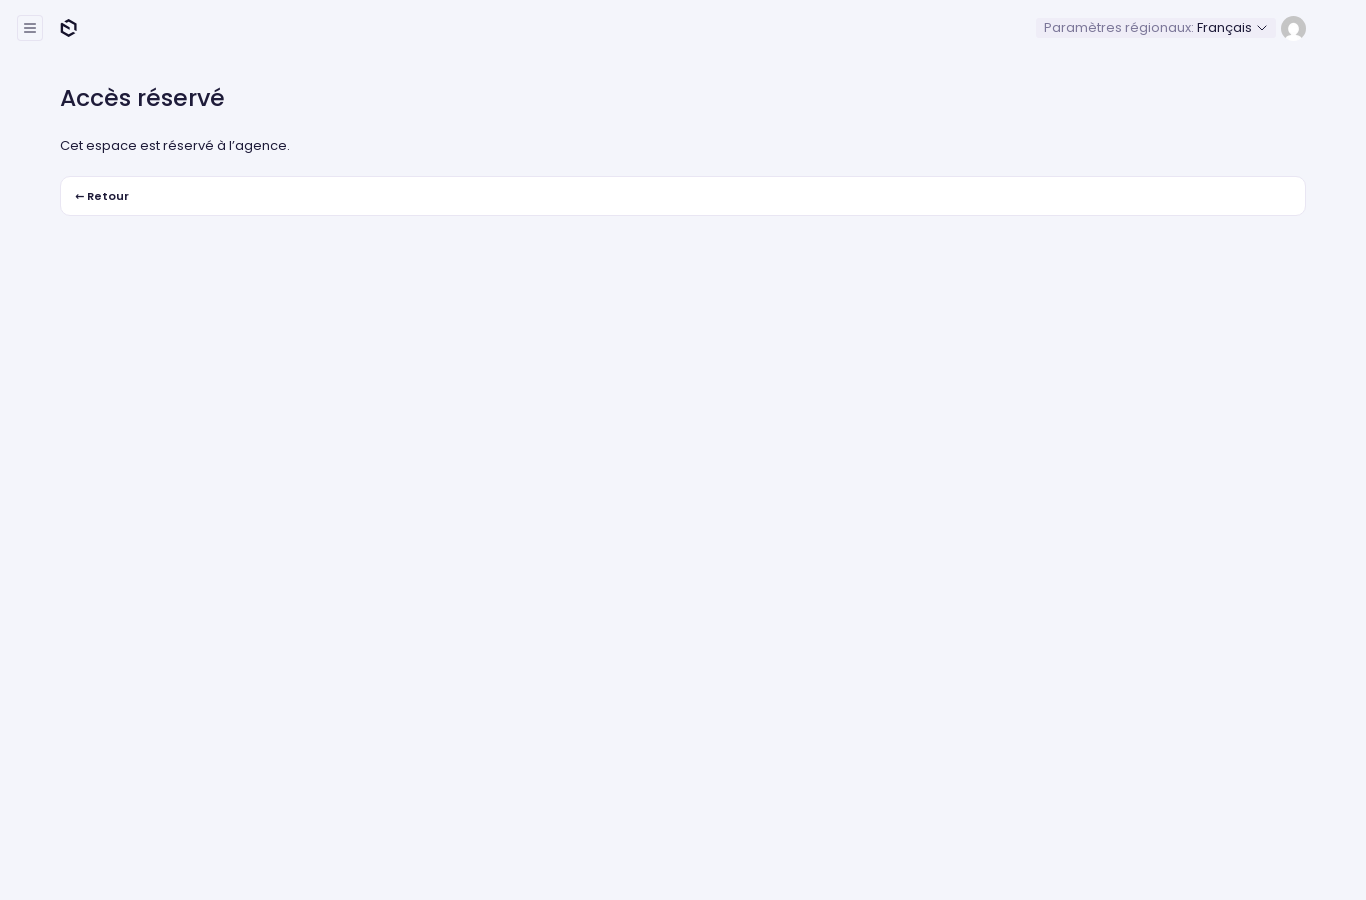 Paramètres régionaux: Français
Accès réservé
Cet espace est réservé à l’agence.
← Retour